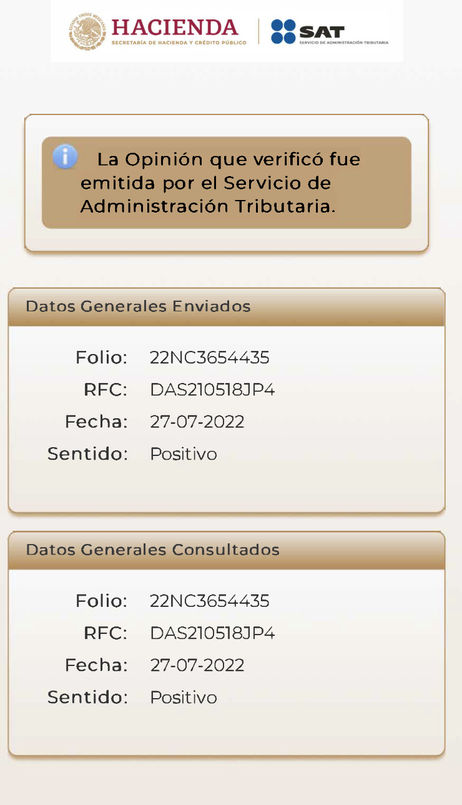 HACIENDA
SECRETARÍA DE HACIENDA Y CRÉDITO PÚBLICO
SAT
SERVICIO DE ADMINISTRACIÓN TRIBUTARIA
La Opinión que verificó fue
emitida por el Servicio de
Administración Tributaria.
Datos Generales Enviados
Folio: 22NC3654435
RFC: DAS210518JP4
Fecha: 27-07-2022
Sentido: Positivo
Datos Generales Consultados
Folio: 22NC3654435
RFC: DAS210518JP4
Fecha: 27-07-2022
Sentido: Positivo